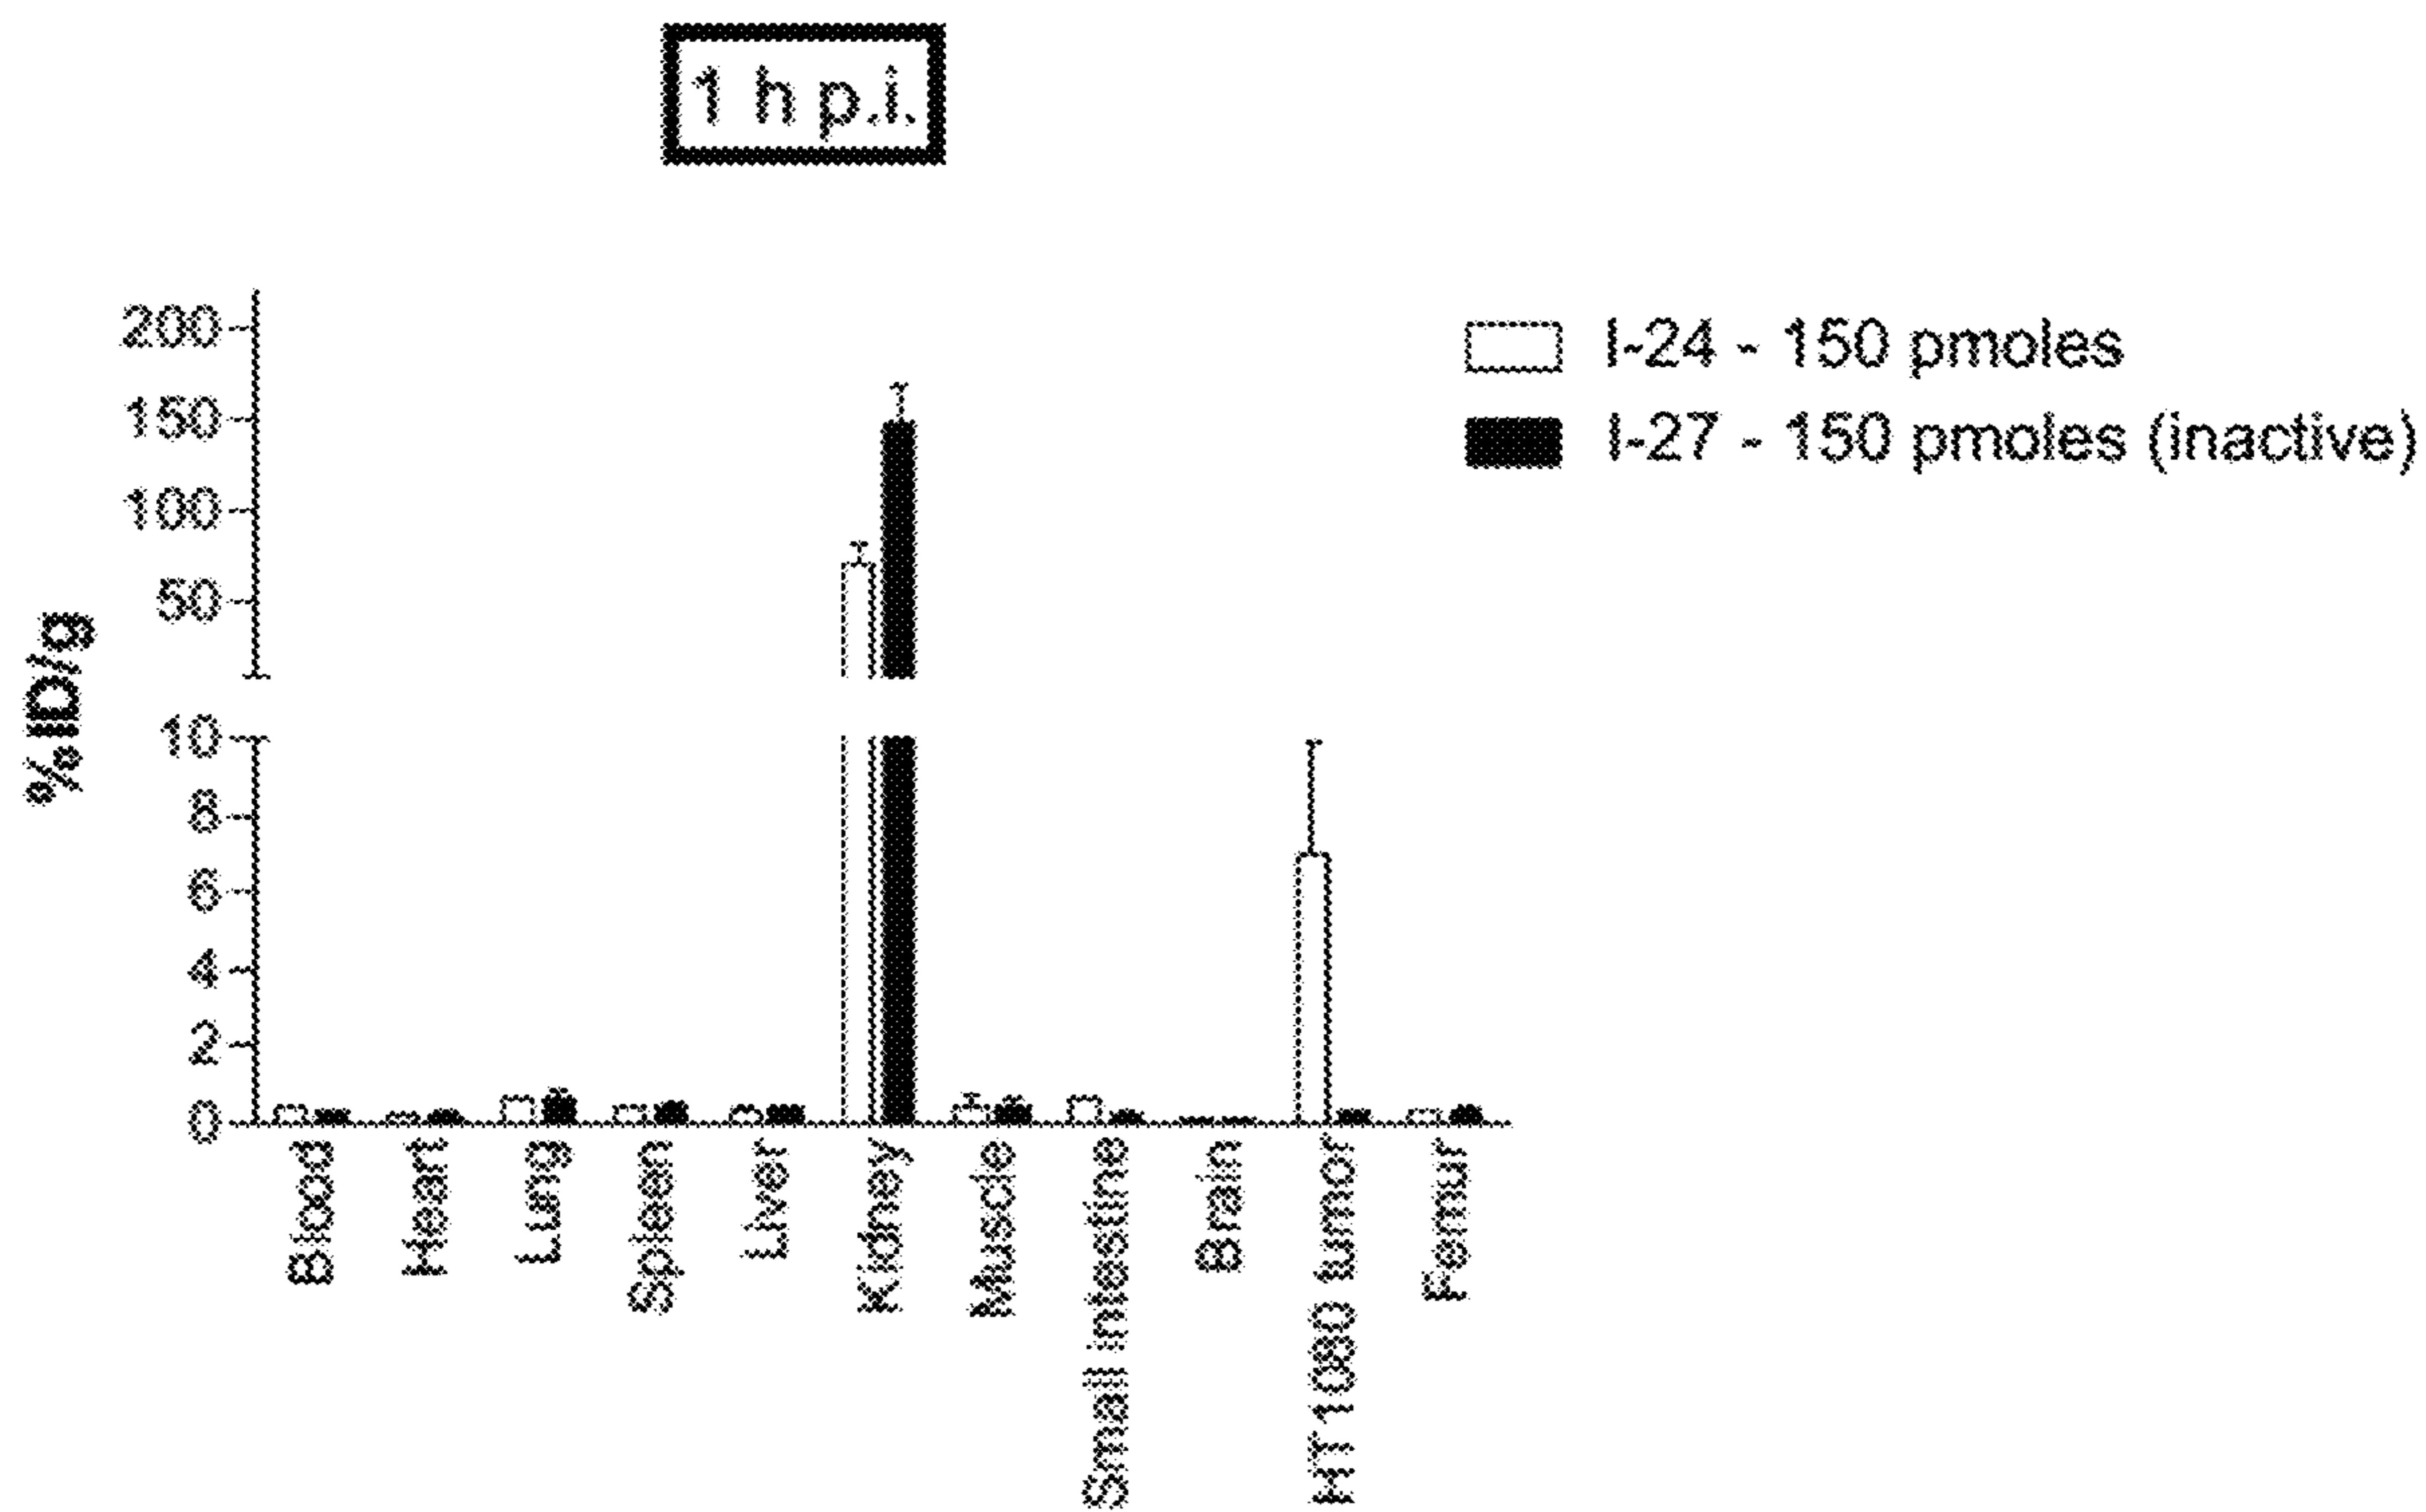 1 h p.i.
I-24 - 150 pmoles
I-27 - 150 pmoles (inactive)
%ID/g
200
150
100
50
10
8
6
4
2
0
Blood
Heart
Lung
Spleen
Liver
Kidney
Muscle
Small intestine
Brain
HT1080 tumor
Femur